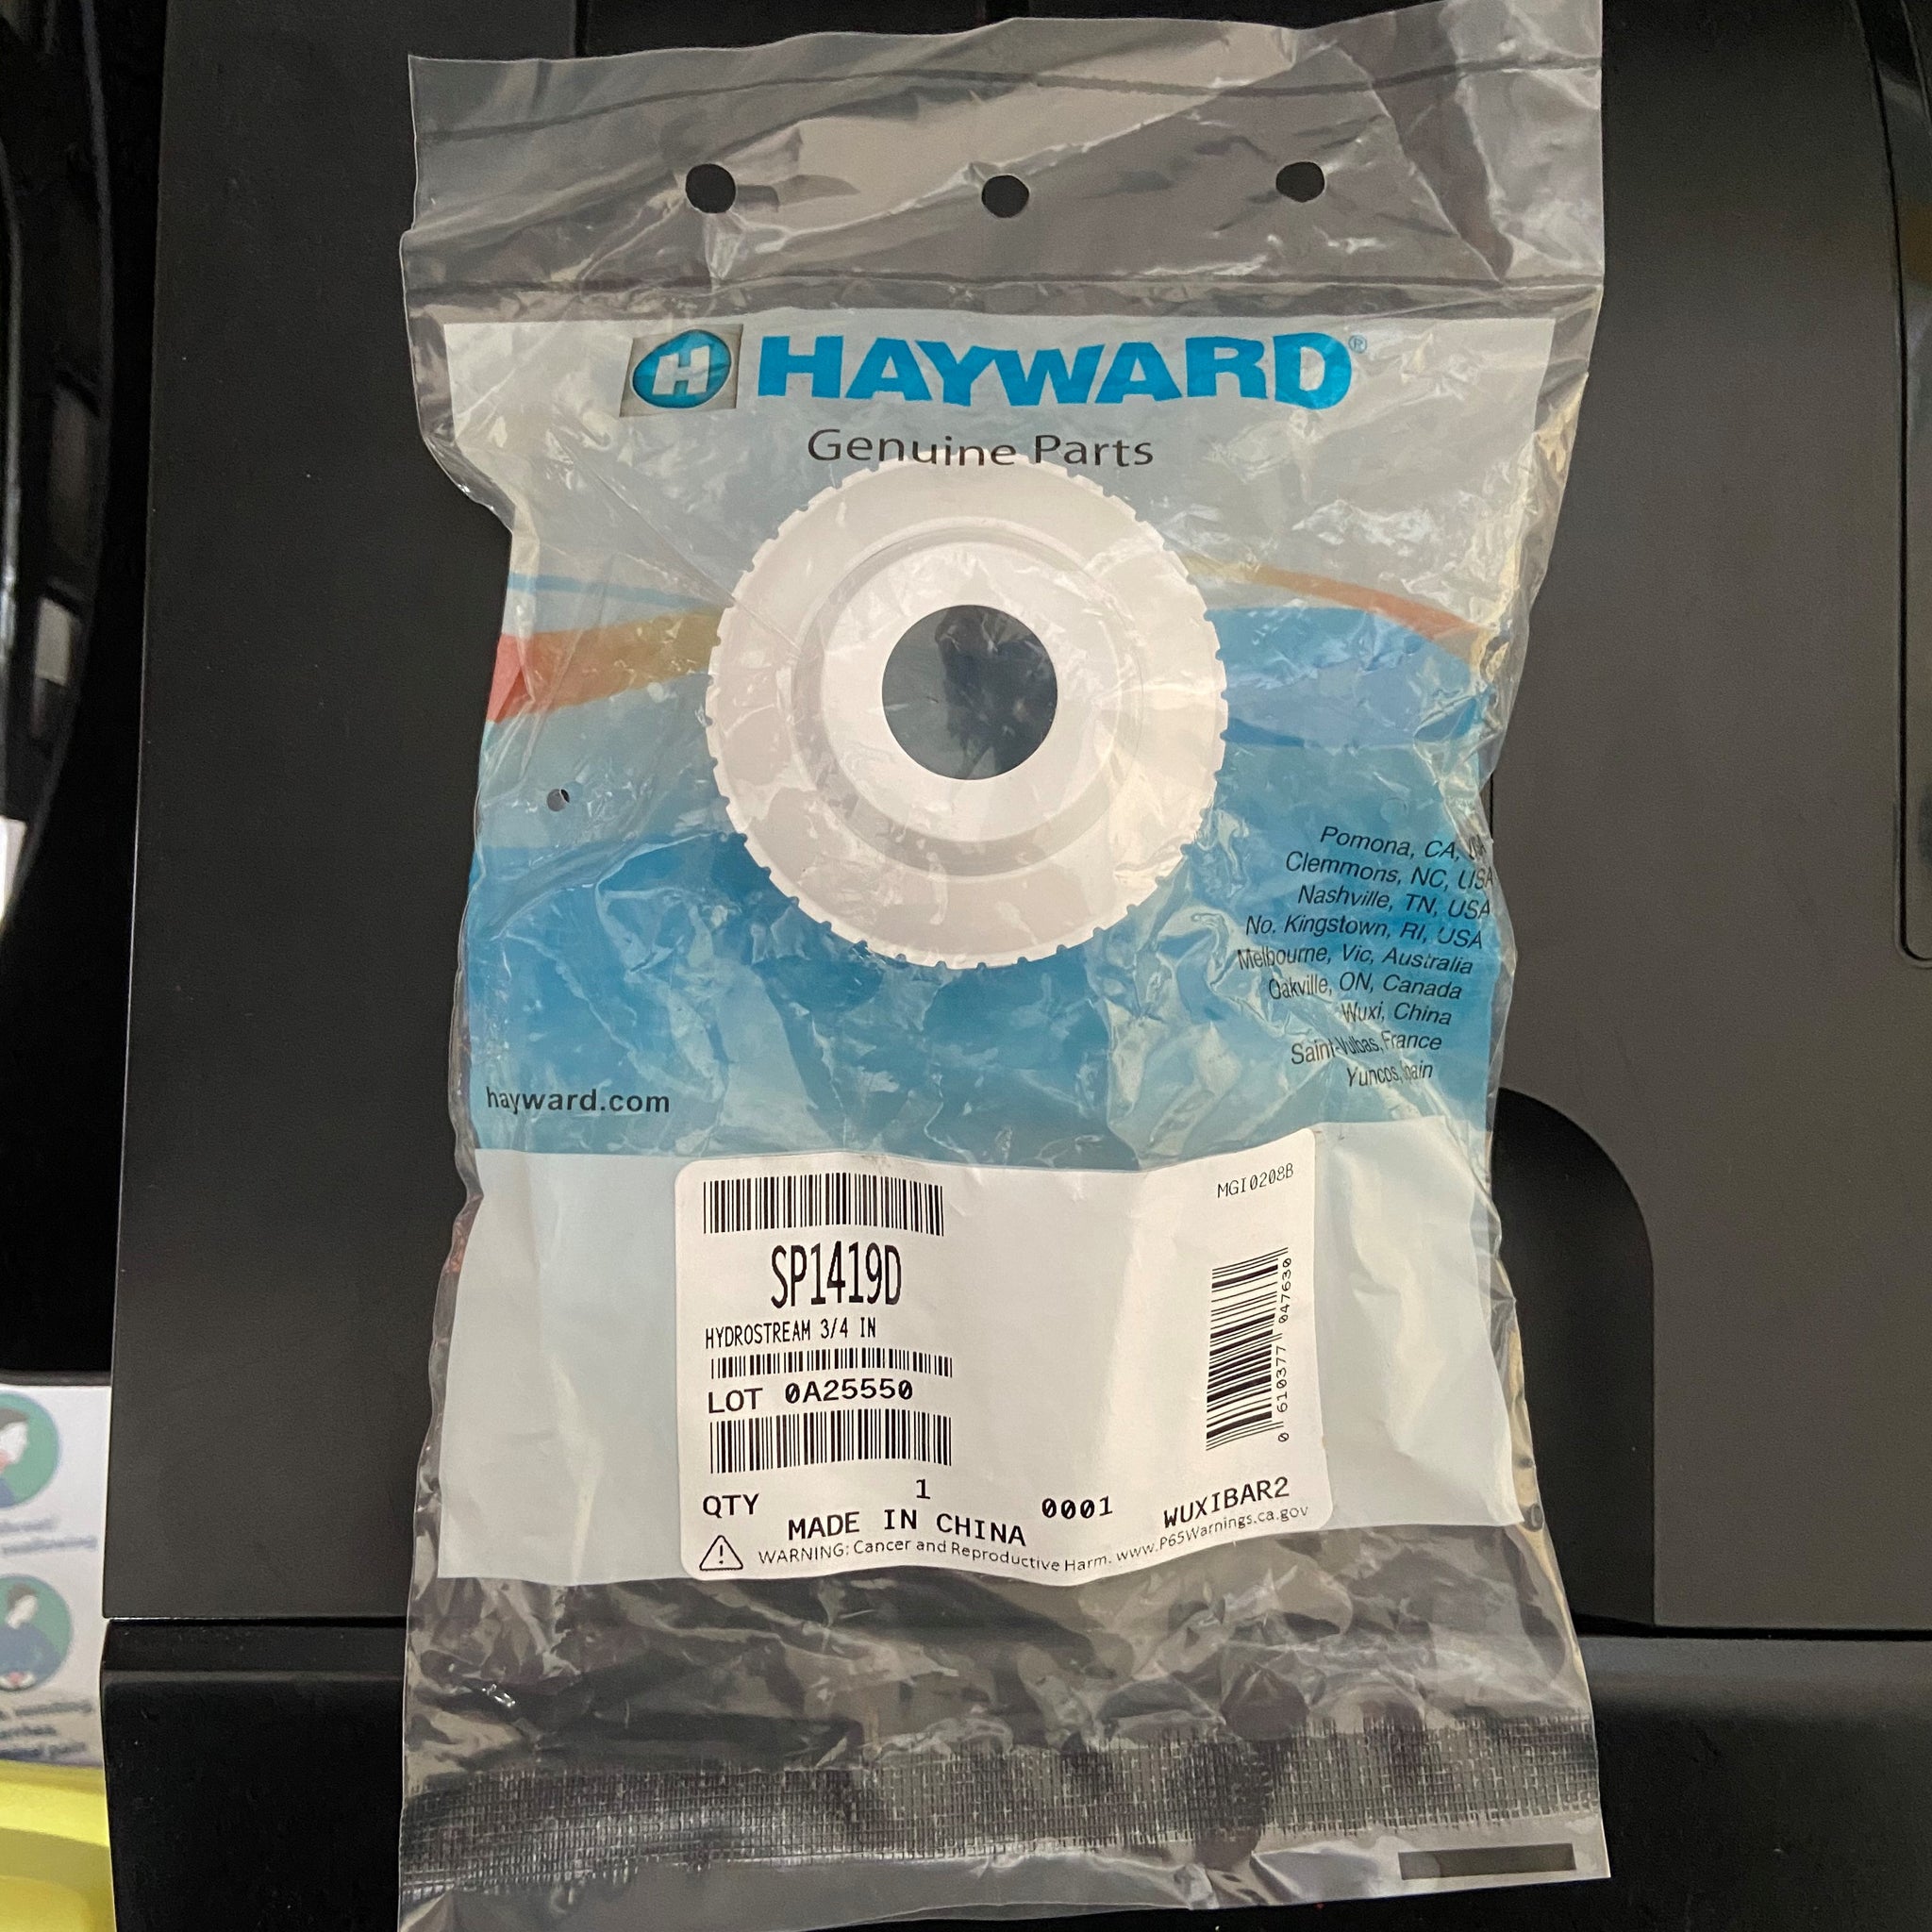 H HAYWARD®
Genuine Parts
Pomona, CA,
Clemmons, NC, USA
Nashville, TN, USA
No. Kingstown, RI, USA
Melbourne, Vic, Australia
Oakville, ON, Canada
Wuxi, China
Saint-Vulbas, France
Yuncos,
hayward.com
MGI0208B
SP1419D
HYDROSTREAM 3/4 IN
LOT 0A25550
0 610377 047630
QTY 1 0001 WUXIBAR2
MADE IN CHINA
WARNING: Cancer and Reproductive Harm. www.P65Warnings.ca.gov